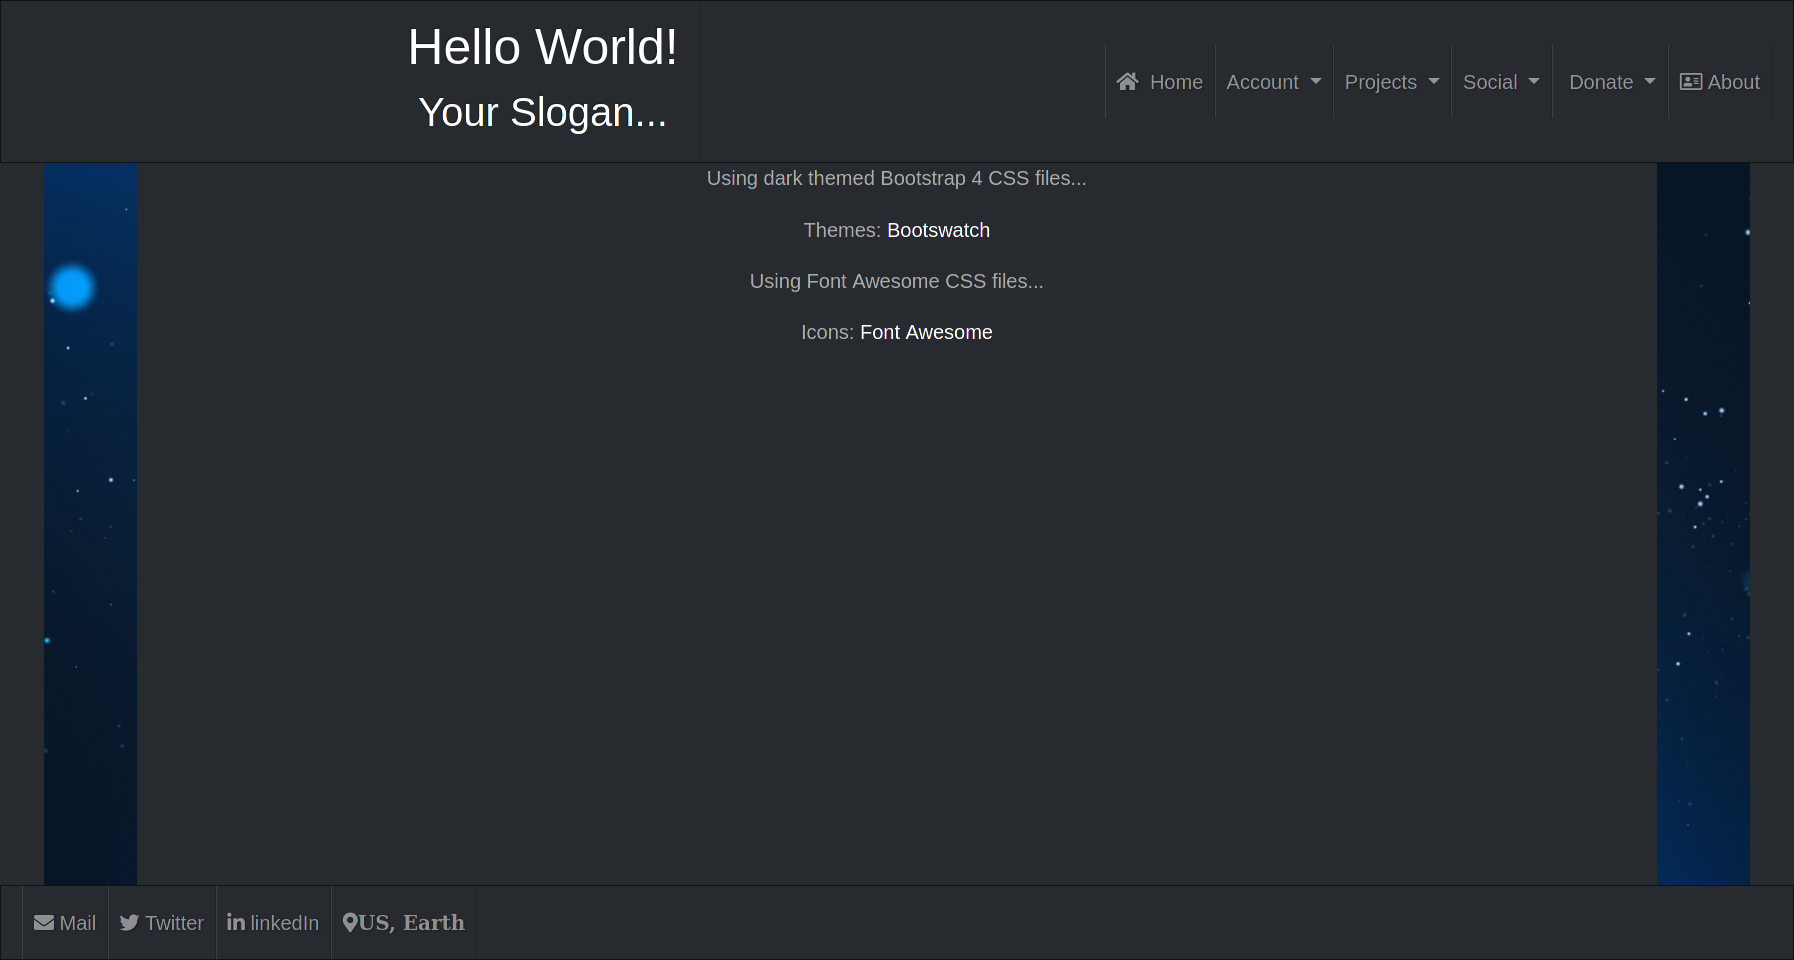 Hello World!
Your Slogan...
Home Account Projects Social Donate About
Using dark themed Bootstrap 4 CSS files...
Themes: Bootswatch
Using Font Awesome CSS files...
Icons: Font Awesome
Mail Twitter linkedIn US, Earth